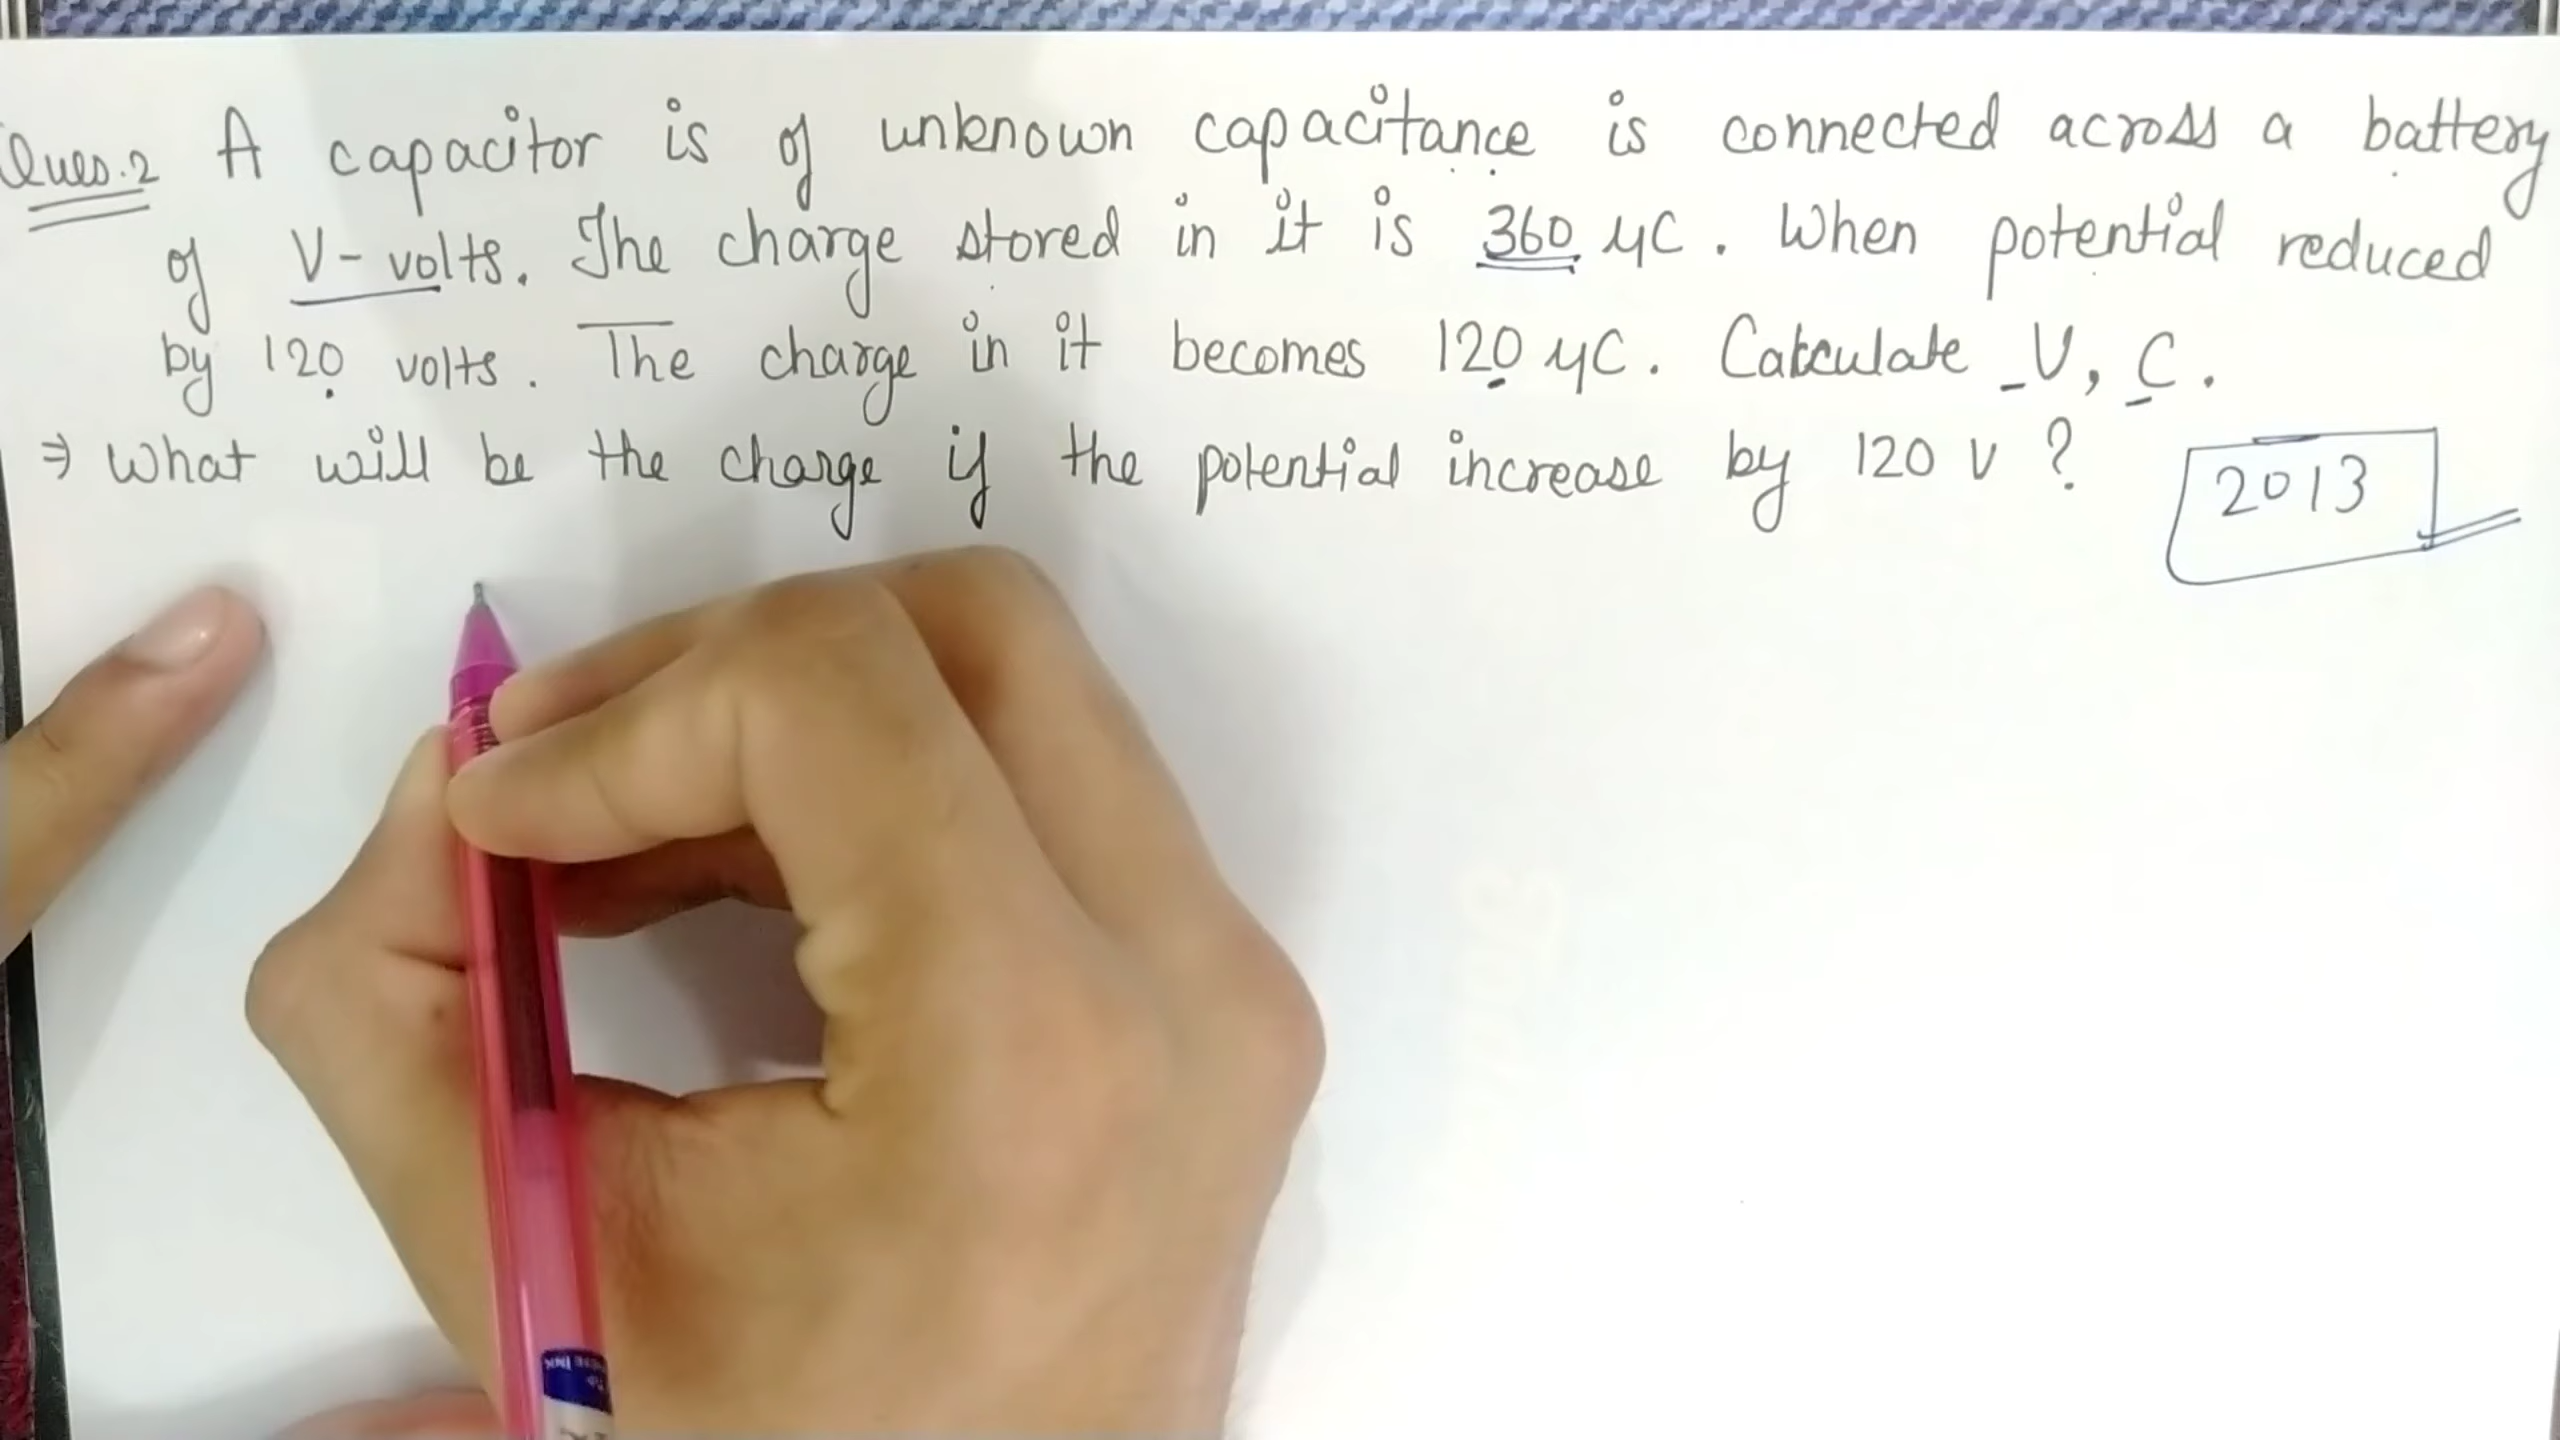 Ques.2 A capacitor is of unknown capacitance is connected across a battery
of V-volts. The charge stored in it is 360 μC. When potential reduced
by 120 volts. The charge in it becomes 120 μC. Calculate V, C.
⇒ What will be the charge if the potential increase by 120 V ?
2013